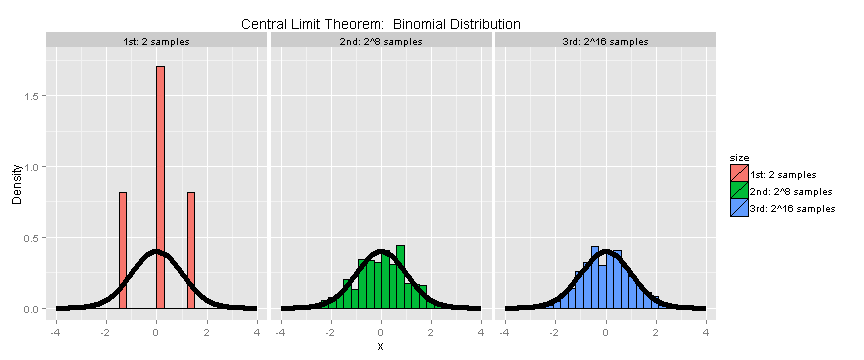 Central Limit Theorem:  Binomial Distribution
1st: 2 samples
2nd: 2^8 samples
3rd: 2^16 samples
Density
1.5
1.0
0.5
0.0
-4 -2 0 2 4
-4 -2 0 2 4
-4 -2 0 2 4
x
size
1st: 2 samples
2nd: 2^8 samples
3rd: 2^16 samples